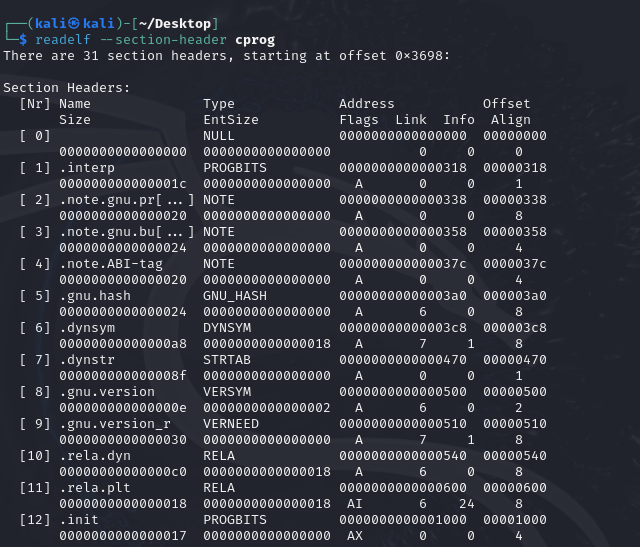 ┌──(kali㉿kali)-[~/Desktop]
└─$ readelf --section-header cprog
There are 31 section headers, starting at offset 0×3698:
Section Headers:
  [Nr] Name              Type             Address           Offset
       Size              EntSize          Flags  Link  Info  Align
  [ 0]                   NULL             0000000000000000  00000000
       0000000000000000  0000000000000000           0     0     0
  [ 1] .interp           PROGBITS         0000000000000318  00000318
       000000000000001c  0000000000000000   A       0     0     1
  [ 2] .note.gnu.pr[...] NOTE             0000000000000338  00000338
       0000000000000020  0000000000000000   A       0     0     8
  [ 3] .note.gnu.bu[...] NOTE             0000000000000358  00000358
       0000000000000024  0000000000000000   A       0     0     4
  [ 4] .note.ABI-tag     NOTE             000000000000037c  0000037c
       0000000000000020  0000000000000000   A       0     0     4
  [ 5] .gnu.hash         GNU_HASH         00000000000003a0  000003a0
       0000000000000024  0000000000000000   A       6     0     8
  [ 6] .dynsym           DYNSYM           00000000000003c8  000003c8
       00000000000000a8  0000000000000018   A       7     1     8
  [ 7] .dynstr           STRTAB           0000000000000470  00000470
       000000000000008f  0000000000000000   A       0     0     1
  [ 8] .gnu.version      VERSYM           0000000000000500  00000500
       000000000000000e  0000000000000002   A       6     0     2
  [ 9] .gnu.version_r    VERNEED          0000000000000510  00000510
       0000000000000030  0000000000000000   A       7     1     8
  [10] .rela.dyn         RELA             0000000000000540  00000540
       00000000000000c0  0000000000000018   A       6     0     8
  [11] .rela.plt         RELA             0000000000000600  00000600
       0000000000000018  0000000000000018  AI       6    24     8
  [12] .init             PROGBITS         0000000000001000  00001000
       0000000000000017  0000000000000000  AX       0     0     4